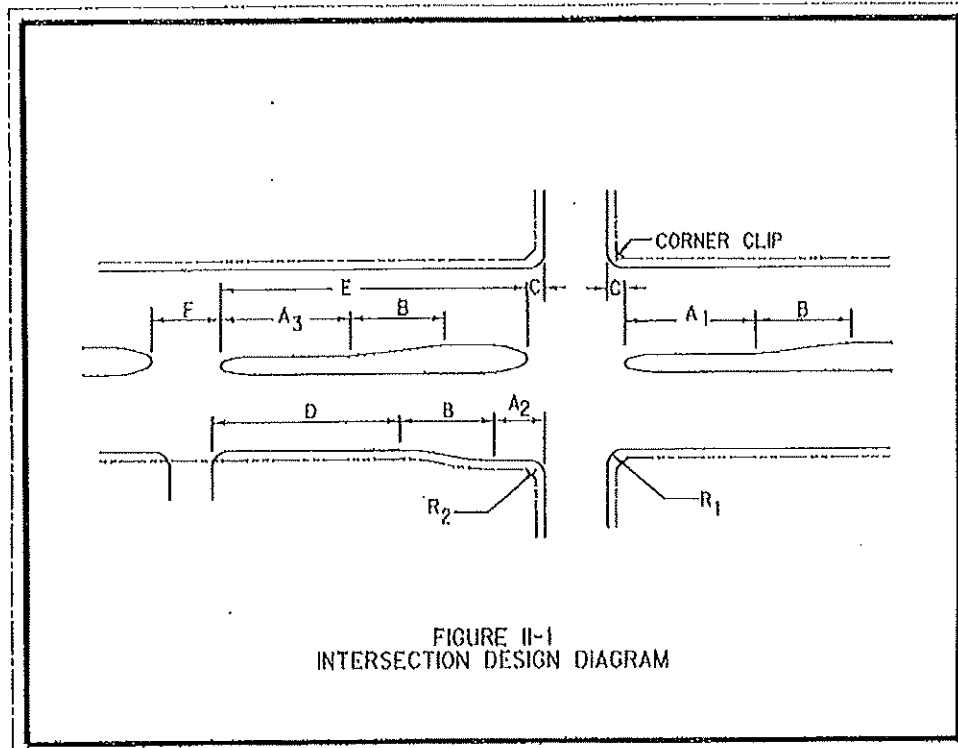 CORNER CLIP
E
C
C
F
A3
B
A1
B
D
B
A2
R2
R1
FIGURE II-1
INTERSECTION DESIGN DIAGRAM